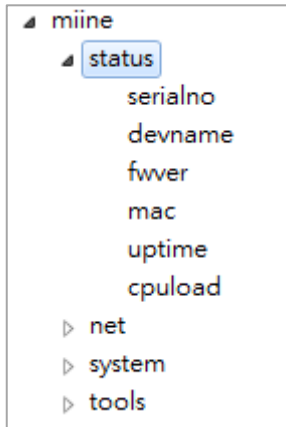 miine
status
serialno
devname
fwver
mac
uptime
cpuload
net
system
tools